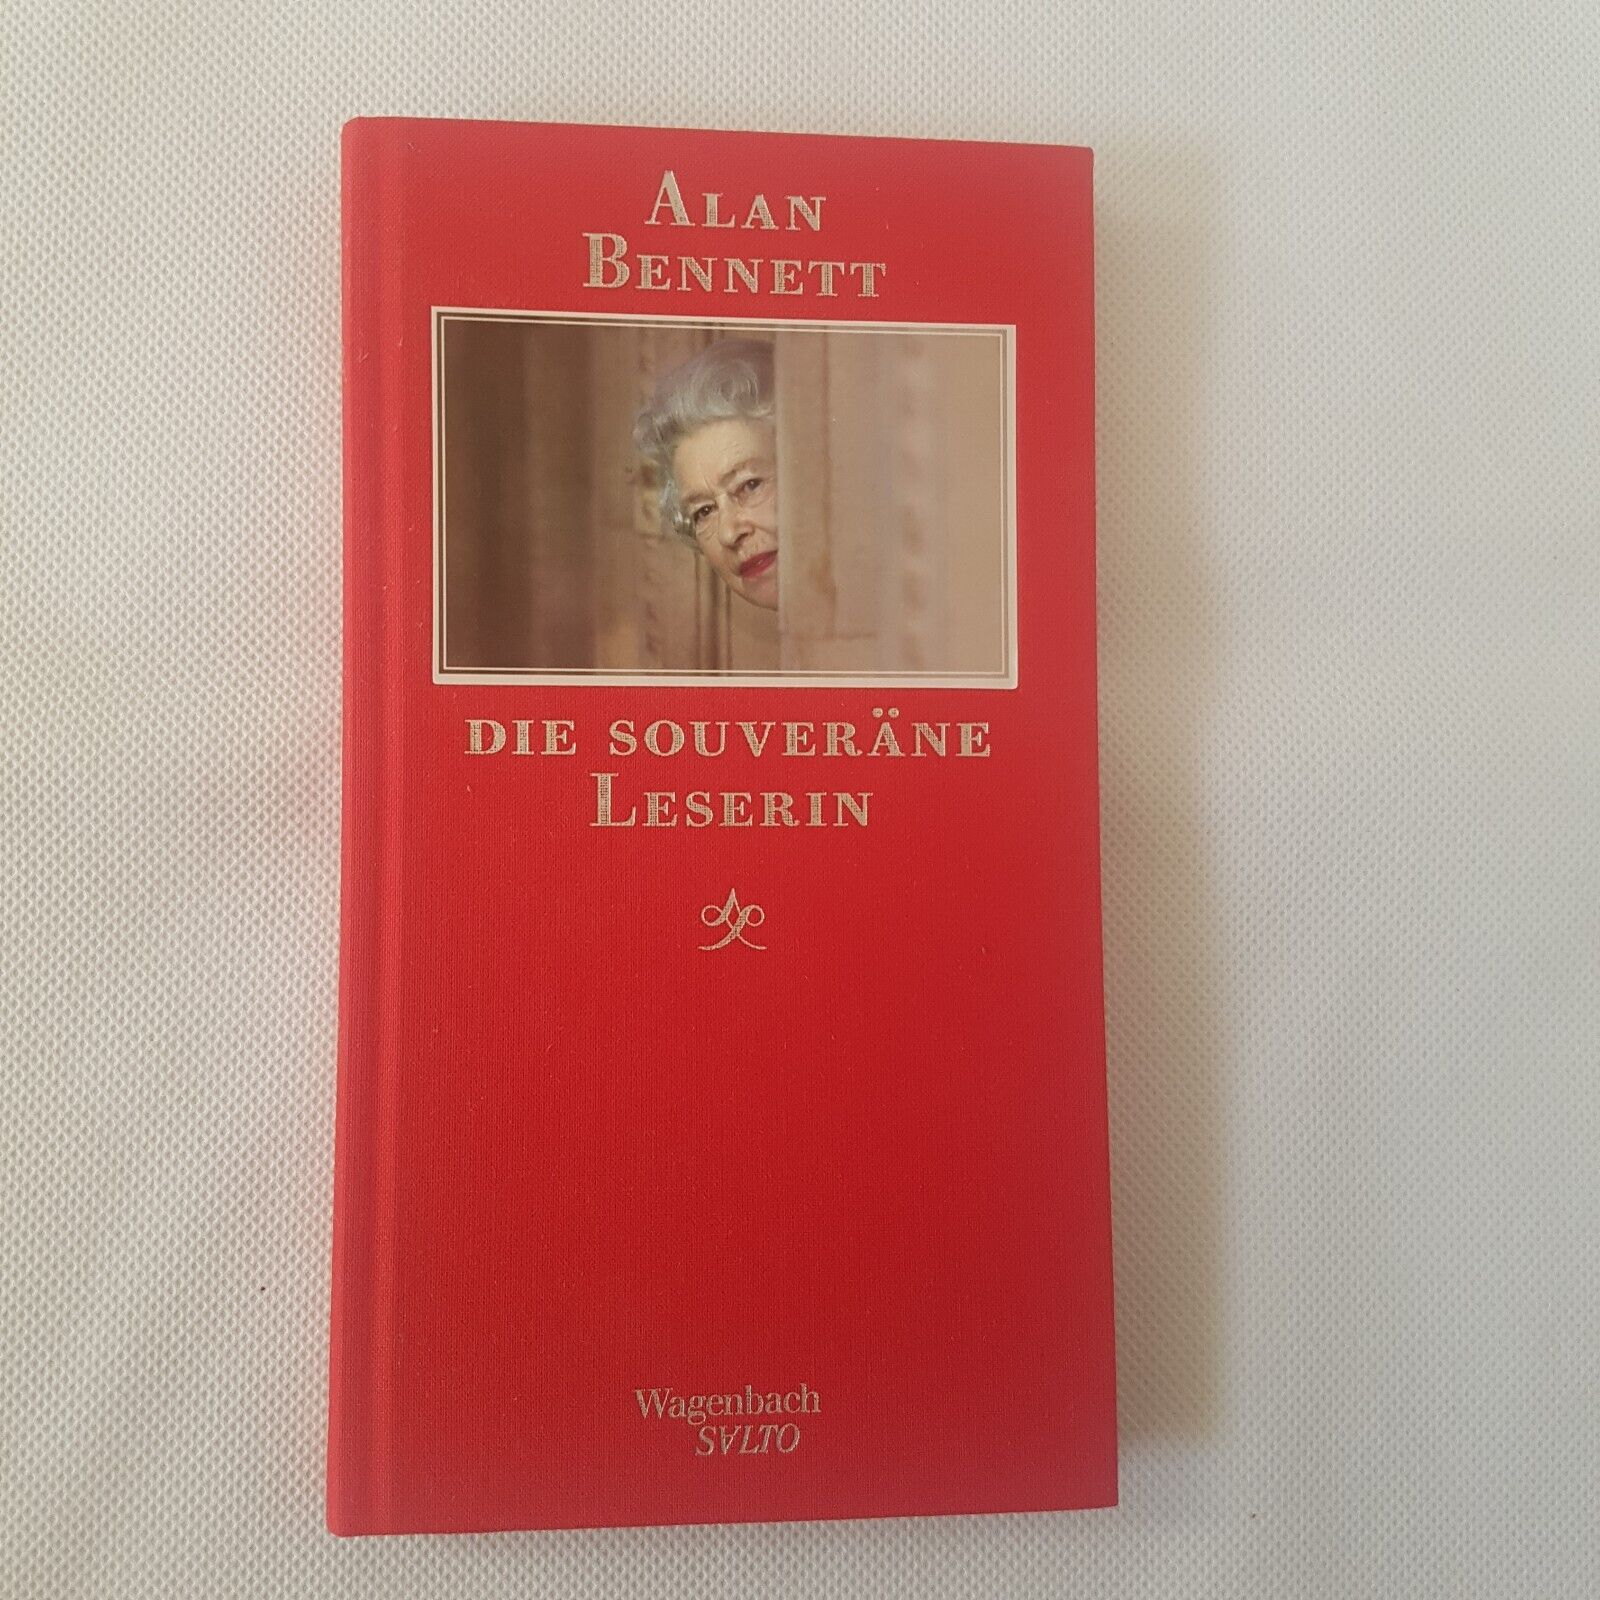 ALAN
BENNETT
DIE SOUVERÄNE
LESERIN
Wagenbach
SALTO